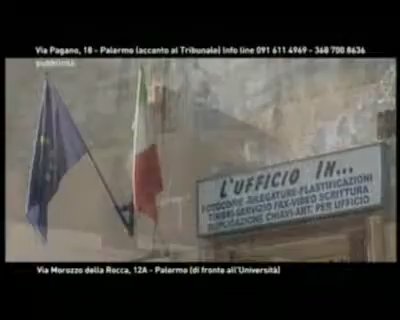 Via Pagano, 18 - Palermo (accanto al Tribunale) Info line 091 611 4969 - 368 700 8636
pubblicità
L'UFFICIO IN...
FOTOCOPIE-RILEGATURE-PLASTIFICAZIONI
TIMBRI-SERVIZIO FAX-VIDEO SCRITTURA
DUPLICAZIONE CHIAVI-ART. PER UFFICIO
Via Morozzo della Rocca, 12A - Palermo (di fronte all'Università)